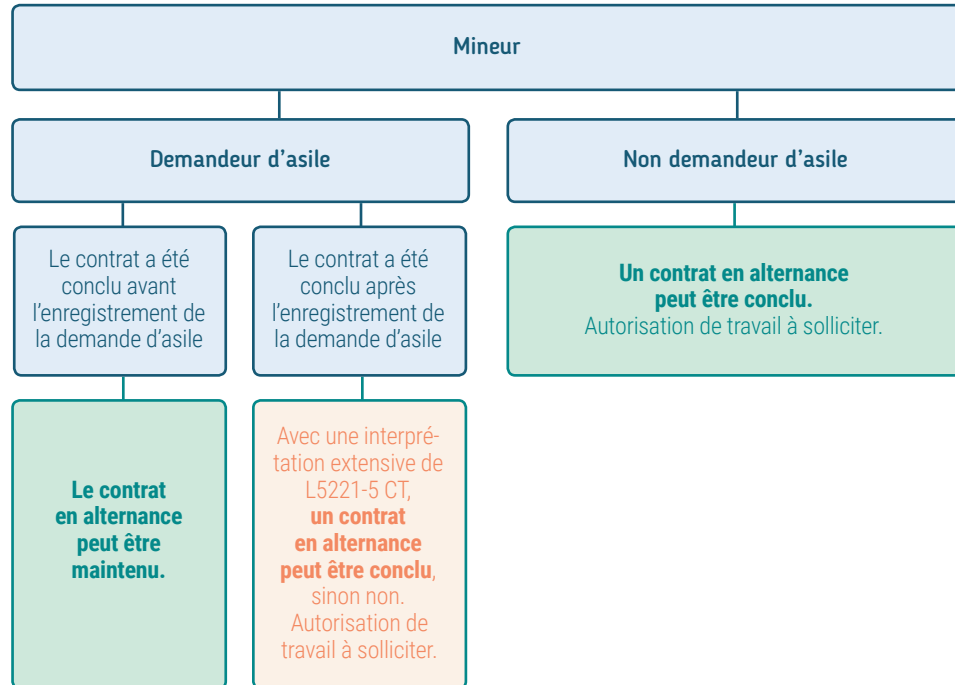 Mineur
Demandeur d'asile
Non demandeur d'asile
Le contrat a été
conclu avant
l'enregistrement de
la demande d'asile
Le contrat a été
conclu après
l'enregistrement de
la demande d'asile
Un contrat en alternance
peut être conclu.
Autorisation de travail à solliciter.
Le contrat
en alternance
peut être
maintenu.
Avec une interpré-
tation extensive de
L5221-5 CT,
un contrat
en alternance
peut être conclu,
sinon non.
Autorisation de
travail à solliciter.